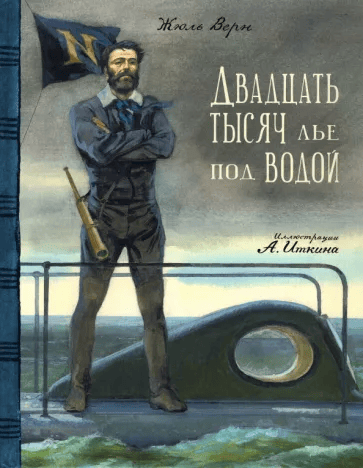 Жюль Верн
N
ДВАДЦАТЬ
ТЫСЯЧ ЛЬЕ
ПОД ВОДОЙ
Иллюстрации
А. Иткина